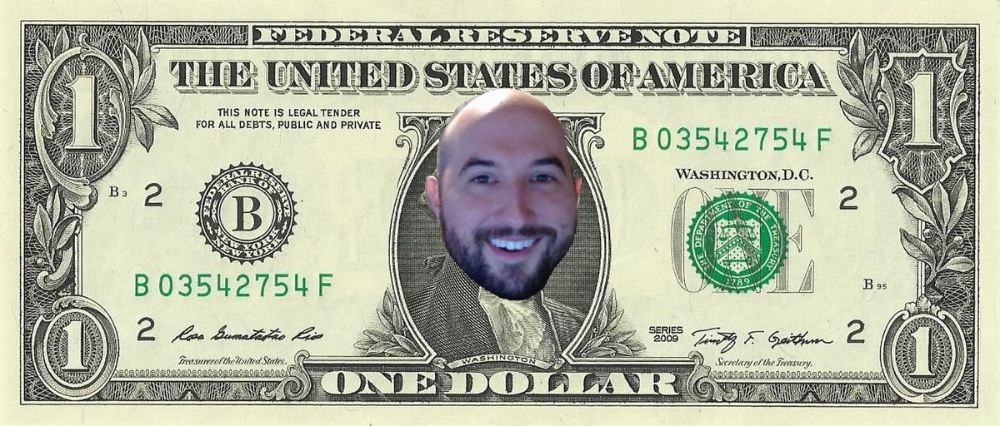 FEDERAL RESERVE NOTE
THE UNITED STATES OF AMERICA
1
1
THIS NOTE IS LEGAL TENDER
FOR ALL DEBTS, PUBLIC AND PRIVATE
B 03542754 F
WASHINGTON, D.C.
B3
2
2
FEDERAL RESERVE
BANK OF
B
NEW YORK
NEW YORK
ONE
THE DEPARTMENT OF THE TREASURY
1789
B 03542754 F
B 95
2
Rosa Gumataotao Rios
Treasurer of the United States.
SERIES
2009
Timothy F. Geithner
Secretary of the Treasury.
2
1
1
WASHINGTON
ONE DOLLAR